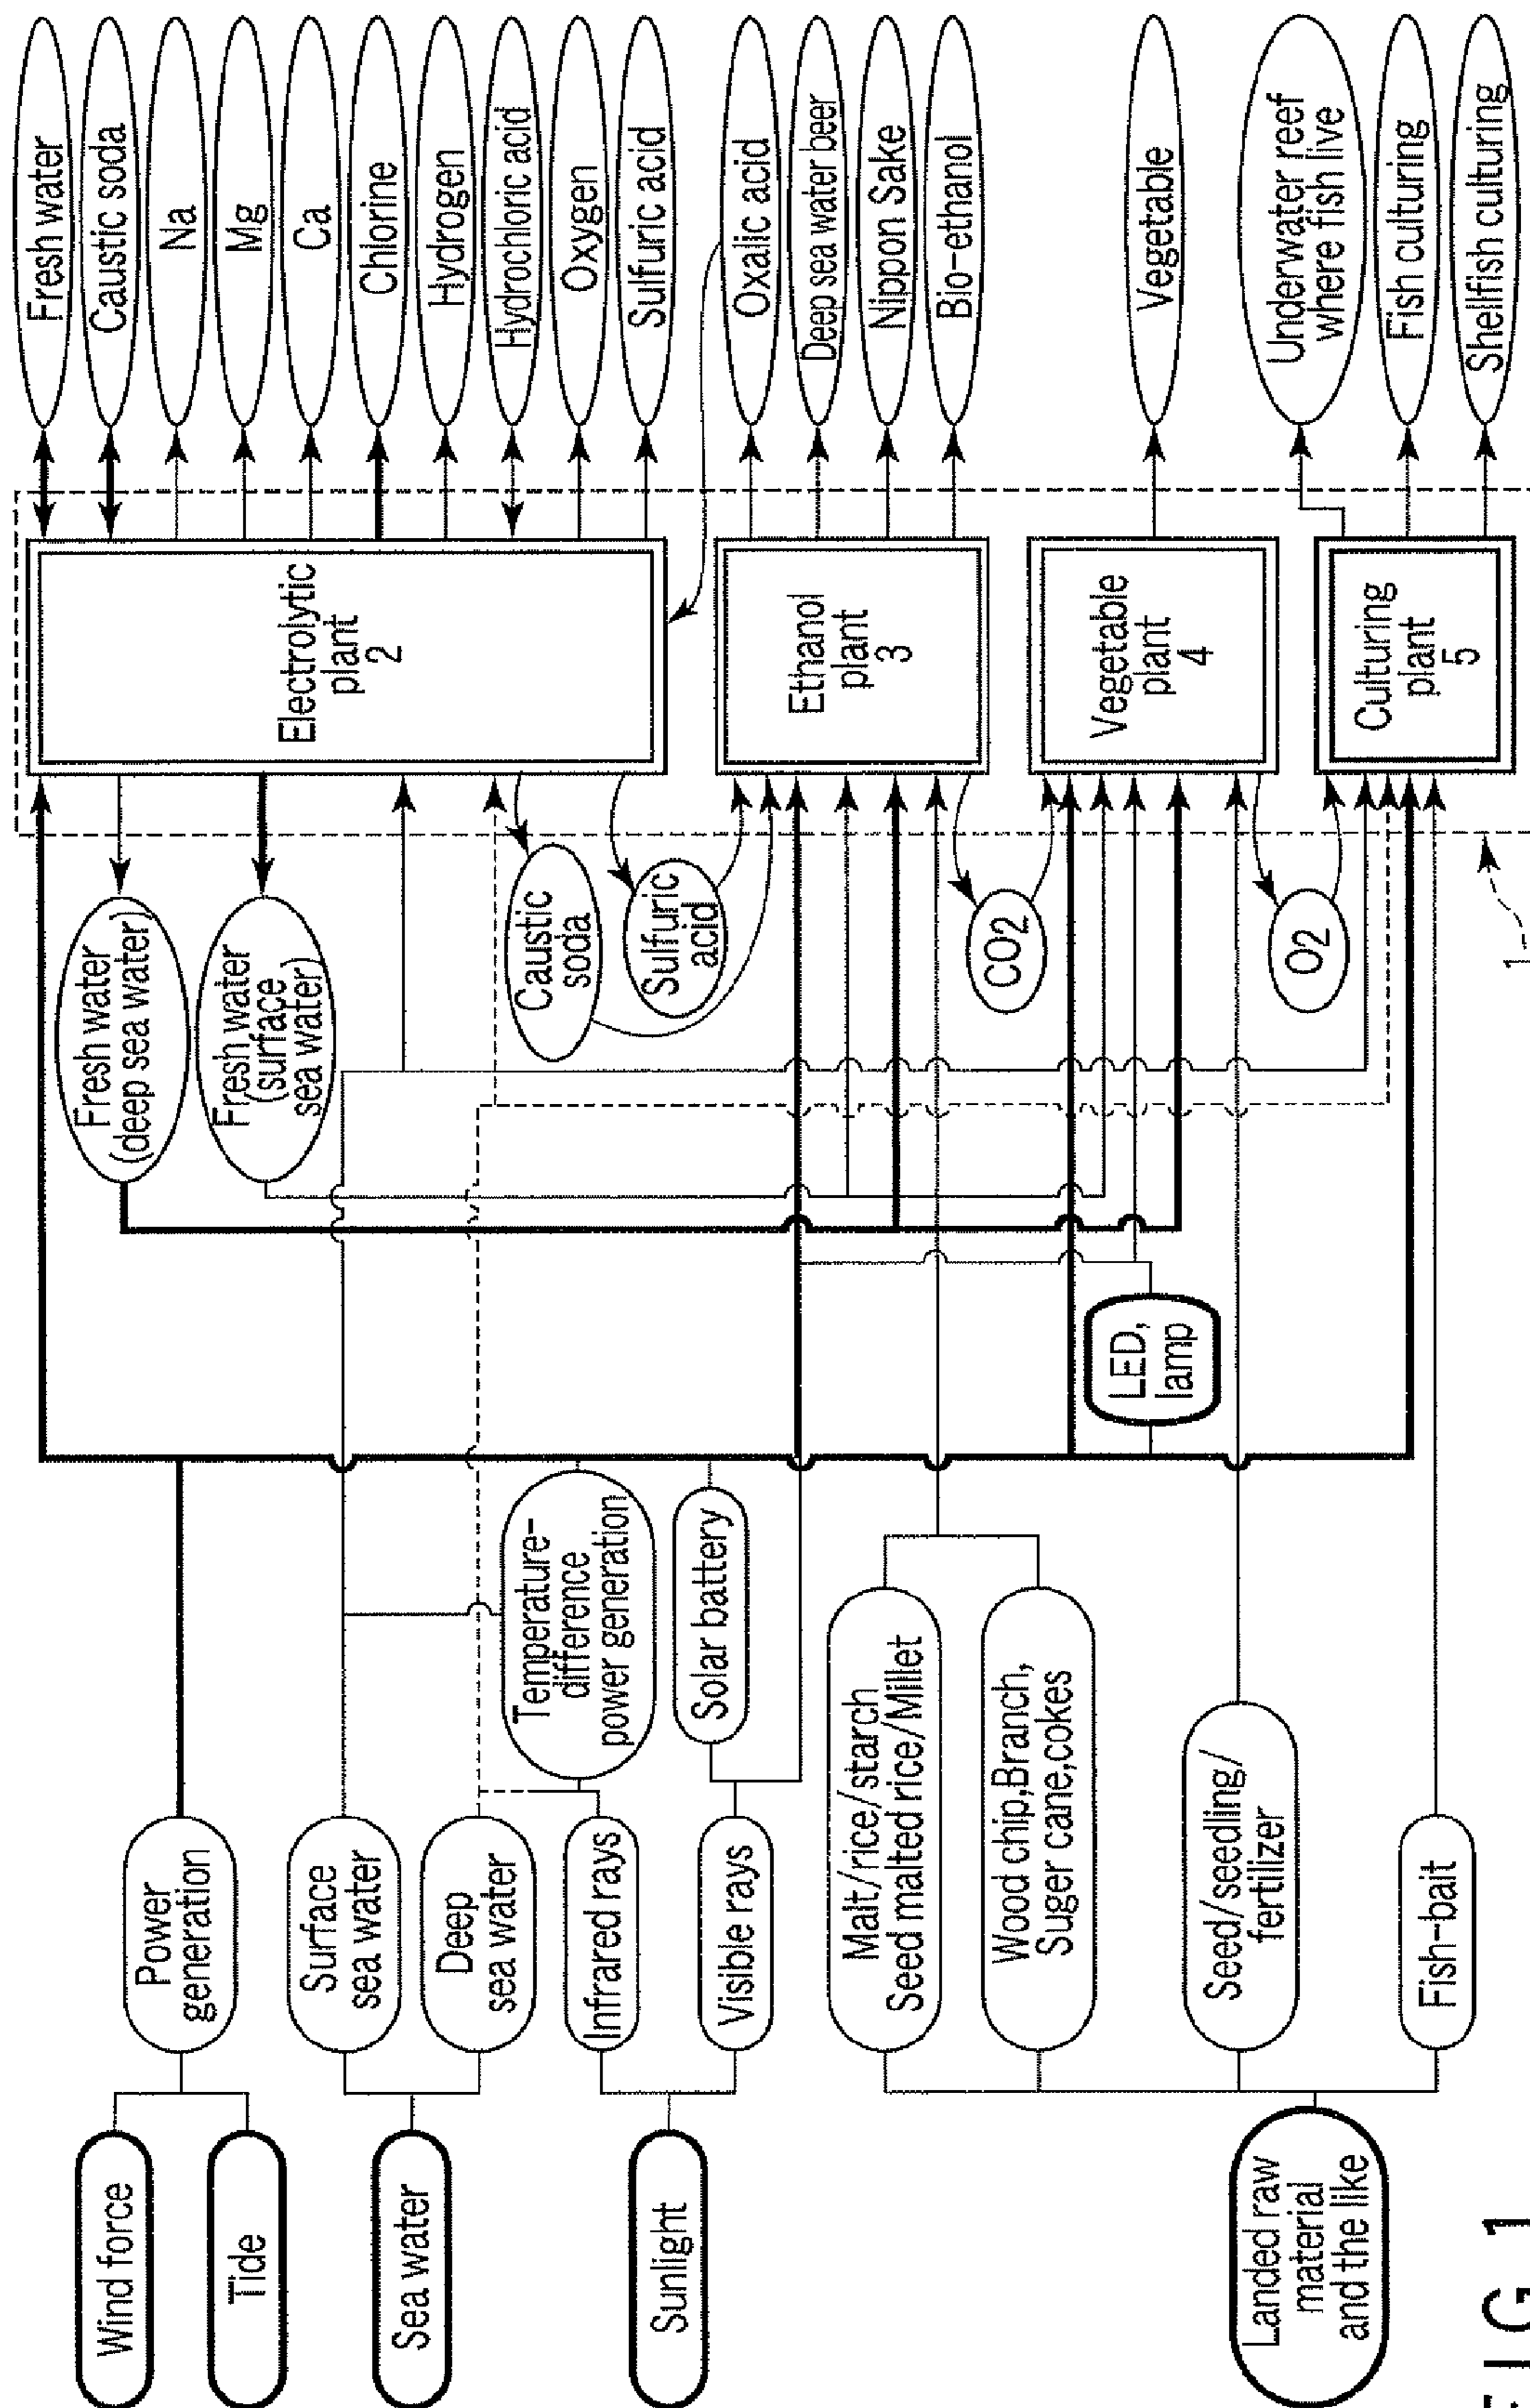 Wind force
Tide
Sea water
Sunlight
Landed raw
material
and the like
Power
generation
Surface
sea water
Deep
sea water
Infrared rays
Visible rays
Malt/rice/starch
Seed malted rice/Millet
Wood chip,Branch,
Suger cane,cokes
Seed/seedling/
fertilizer
Fish-bait
Temperature-
difference
power generation
Solar battery
LED,
lamp
Fresh water
(deep sea water)
Fresh water
(surface
sea water)
Caustic
soda
Sulfuric
acid
CO2
O2
1
Electrolytic
plant
2
Ethanol
plant
3
Vegetable
plant
4
Culturing
plant
5
Fresh water
Caustic soda
Na
Mg
Ca
Chlorine
Hydrogen
Hydrochloric acid
Oxygen
Sulfuric acid
Oxalic acid
Deep sea water beer
Nippon Sake
Bio-ethanol
Vegetable
Underwater reef
where fish live
Fish culturing
Shellfish culturing
FIG 1